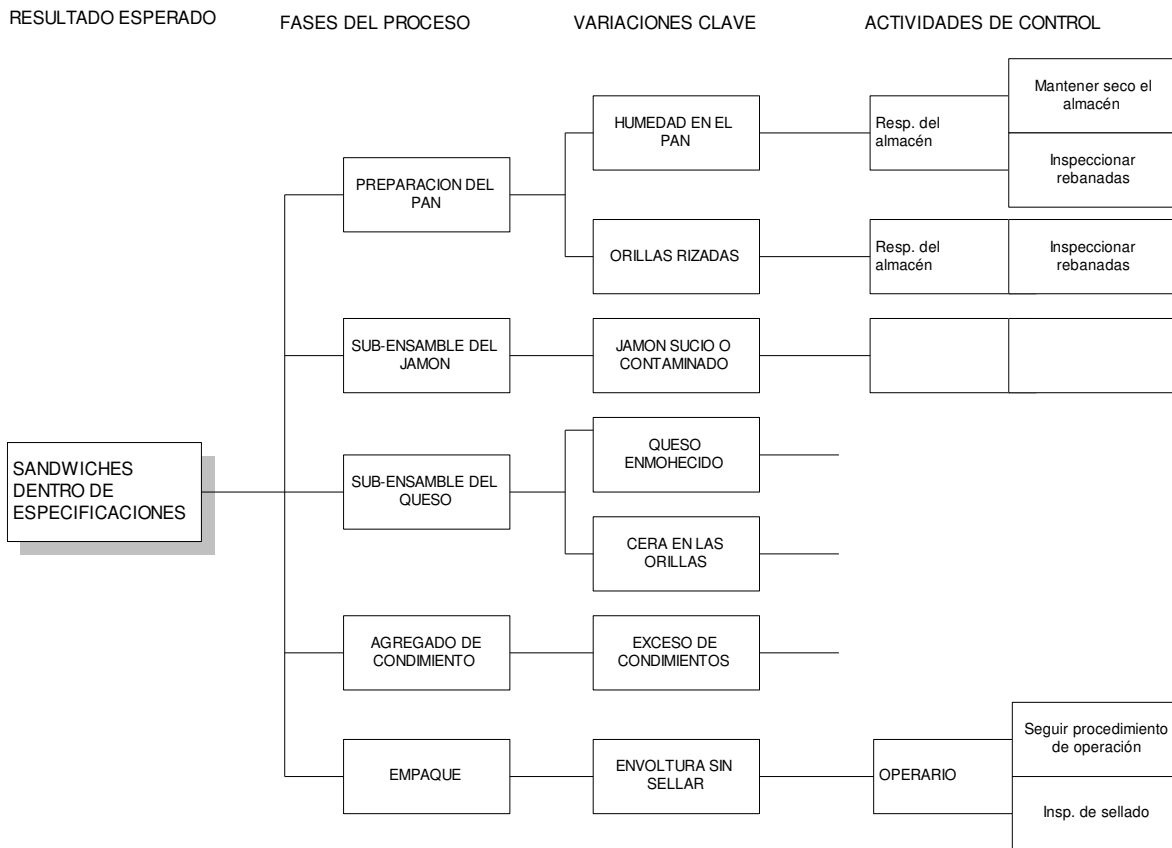 RESULTADO ESPERADO
FASES DEL PROCESO
VARIACIONES CLAVE
ACTIVIDADES DE CONTROL
SANDWICHES
DENTRO DE
ESPECIFICACIONES
PREPARACION DEL
PAN
HUMEDAD EN EL
PAN
Resp. del
almacén
Mantener seco el
almacén
Inspeccionar
rebanadas
ORILLAS RIZADAS
Resp. del
almacén
Inspeccionar
rebanadas
SUB-ENSAMBLE DEL
JAMON
JAMON SUCIO O
CONTAMINADO
SUB-ENSAMBLE DEL
QUESO
QUESO
ENMOHECIDO
CERA EN LAS
ORILLAS
AGREGADO DE
CONDIMENTO
EXCESO DE
CONDIMENTOS
EMPAQUE
ENVOLTURA SIN
SELLAR
OPERARIO
Seguir procedimiento
de operación
Insp. de sellado